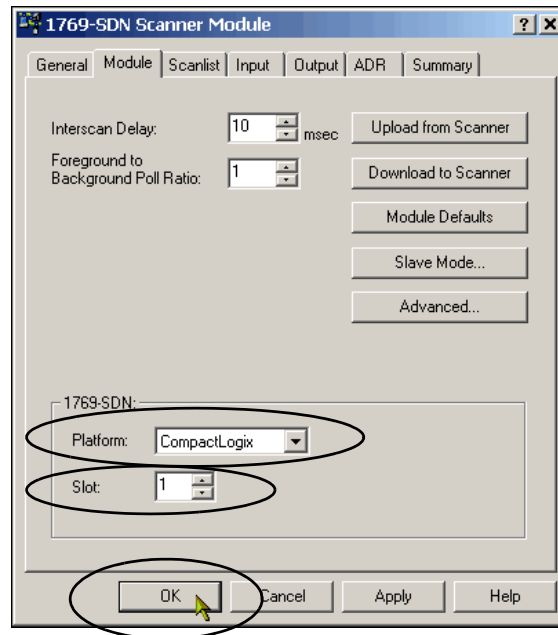 1769-SDN Scanner Module
General Module Scanlist Input Output ADR Summary
Interscan Delay: 10 msec Upload from Scanner
Foreground to
Background Poll Ratio: 1 Download to Scanner
Module Defaults
Slave Mode...
Advanced...
1769-SDN:
Platform: CompactLogix
Slot: 1
OK Cancel Apply Help